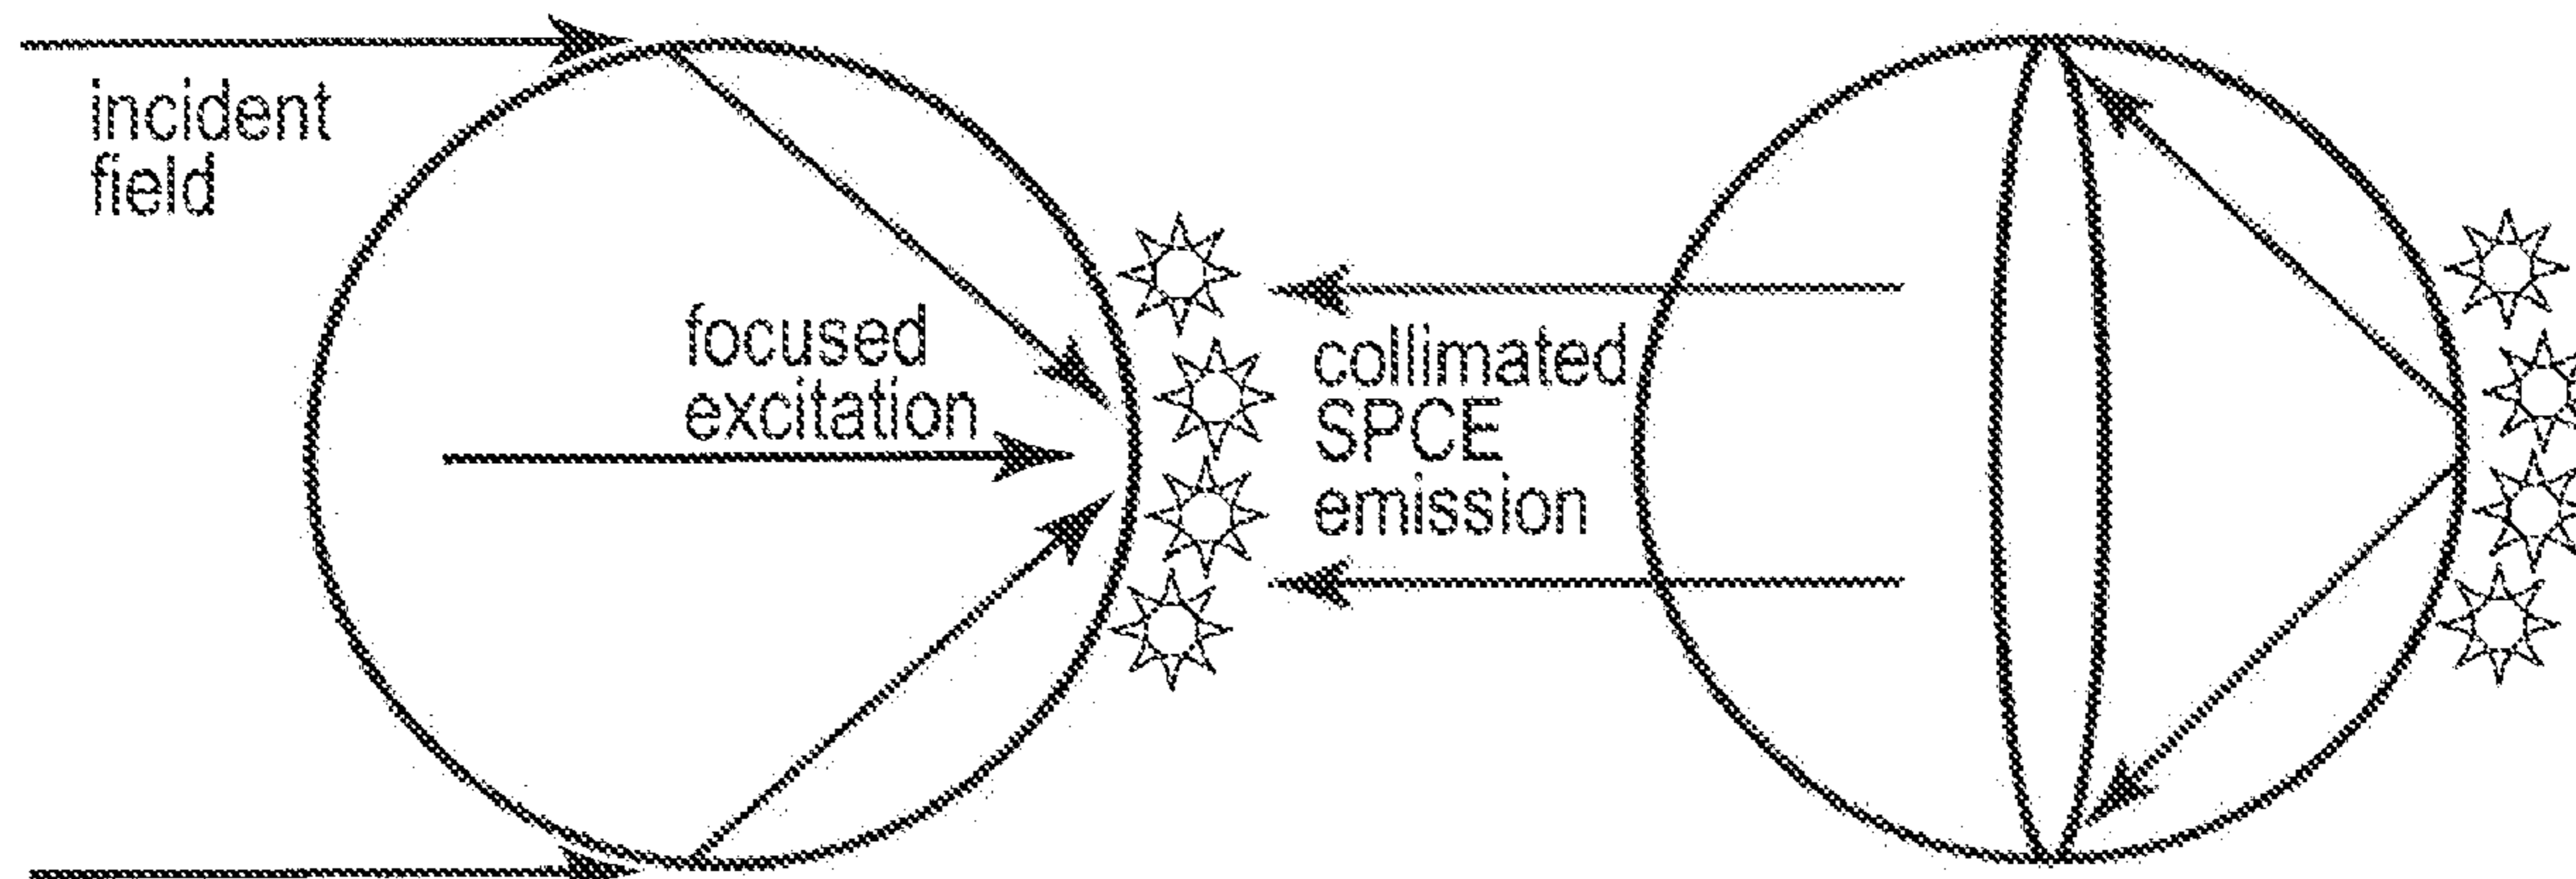 incident
field
focused
excitation
collimated
SPCE
emission